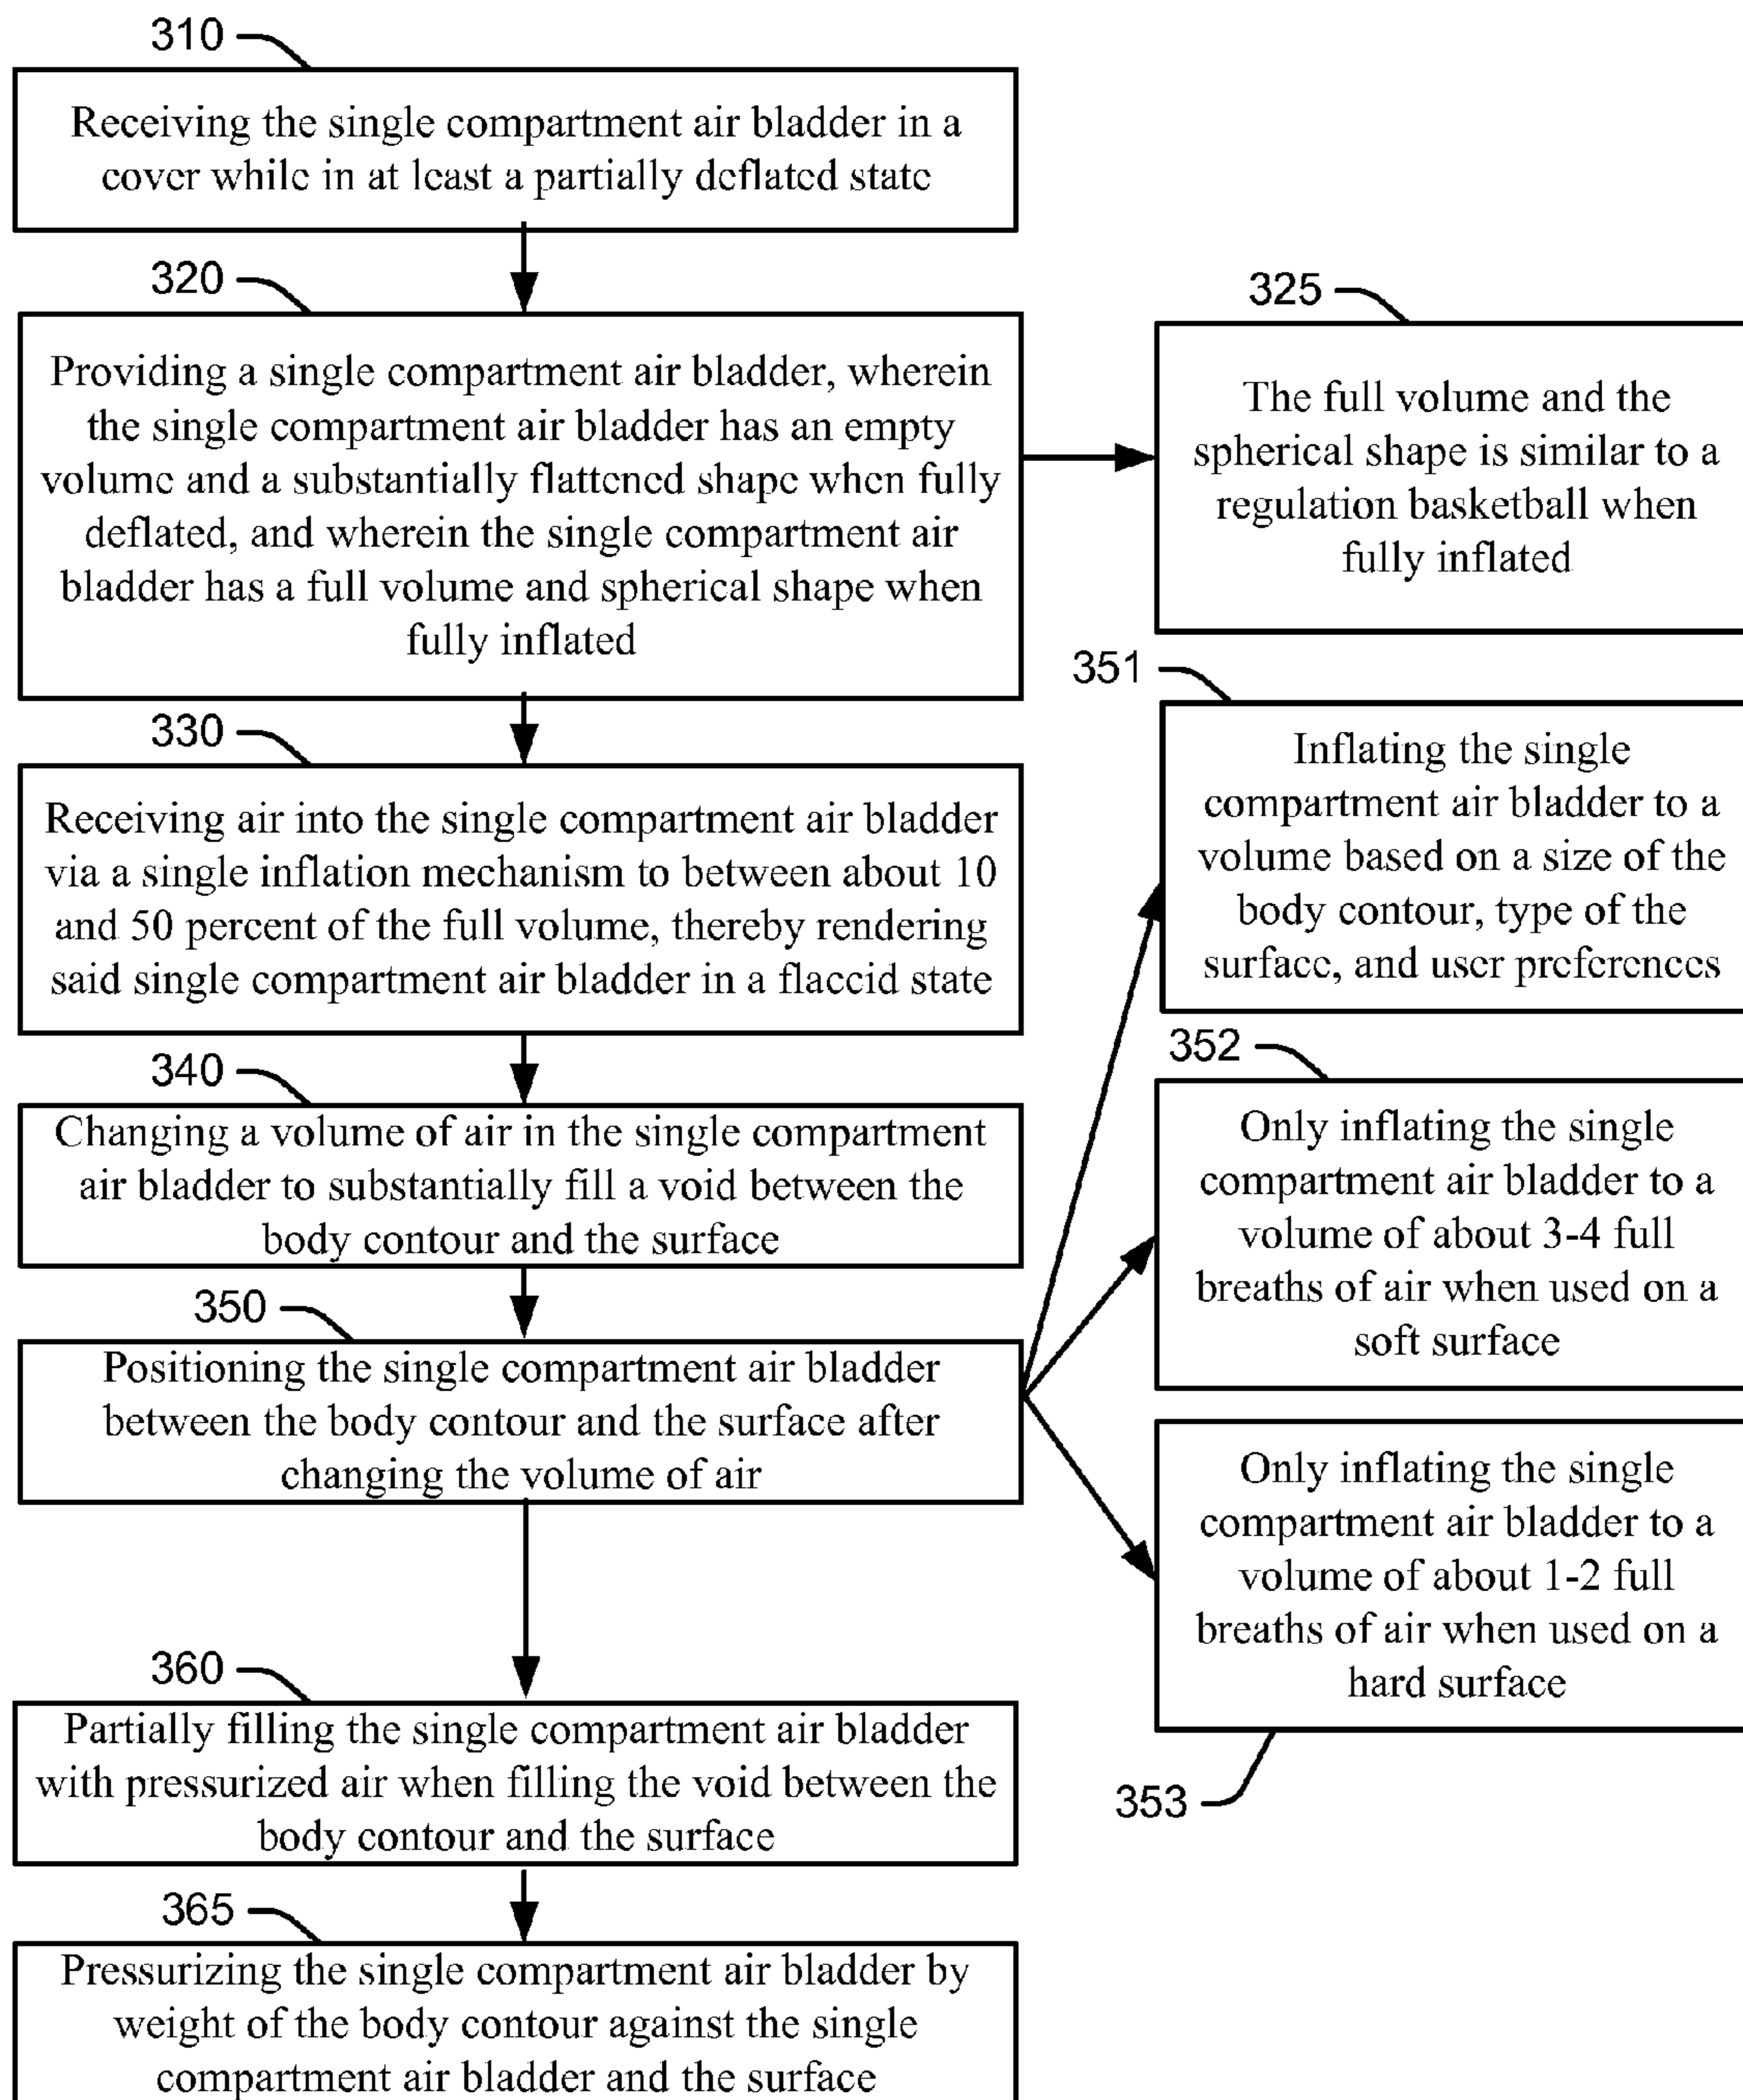 310
Receiving the single compartment air bladder in a
cover while in at least a partially deflated state
320
Providing a single compartment air bladder, wherein
the single compartment air bladder has an empty
volume and a substantially flattened shape when fully
deflated, and wherein the single compartment air
bladder has a full volume and spherical shape when
fully inflated
325
The full volume and the
spherical shape is similar to a
regulation basketball when
fully inflated
330
Receiving air into the single compartment air bladder
via a single inflation mechanism to between about 10
and 50 percent of the full volume, thereby rendering
said single compartment air bladder in a flaccid state
340
Changing a volume of air in the single compartment
air bladder to substantially fill a void between the
body contour and the surface
350
Positioning the single compartment air bladder
between the body contour and the surface after
changing the volume of air
351
Inflating the single
compartment air bladder to a
volume based on a size of the
body contour, type of the
surface, and user preferences
352
Only inflating the single
compartment air bladder to a
volume of about 3-4 full
breaths of air when used on a
soft surface
Only inflating the single
compartment air bladder to a
volume of about 1-2 full
breaths of air when used on a
hard surface
353
360
Partially filling the single compartment air bladder
with pressurized air when filling the void between the
body contour and the surface
365
Pressurizing the single compartment air bladder by
weight of the body contour against the single
compartment air bladder and the surface